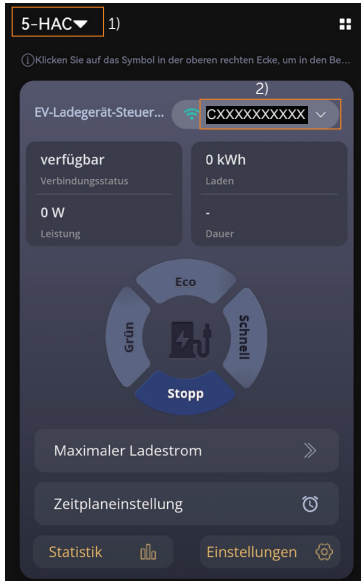 5-HAC 1)
Klicken Sie auf das Symbol in der oberen rechten Ecke, um in den Be...
2)
EV-Ladegerät-Steuer... CXXXXXXXXXX
verfügbar 0 kWh
Verbindungsstatus Laden
0 W -
Leistung Dauer
Eco
Grün
Schnell
Stopp
Maximaler Ladestrom
Zeitplaneinstellung
Statistik Einstellungen